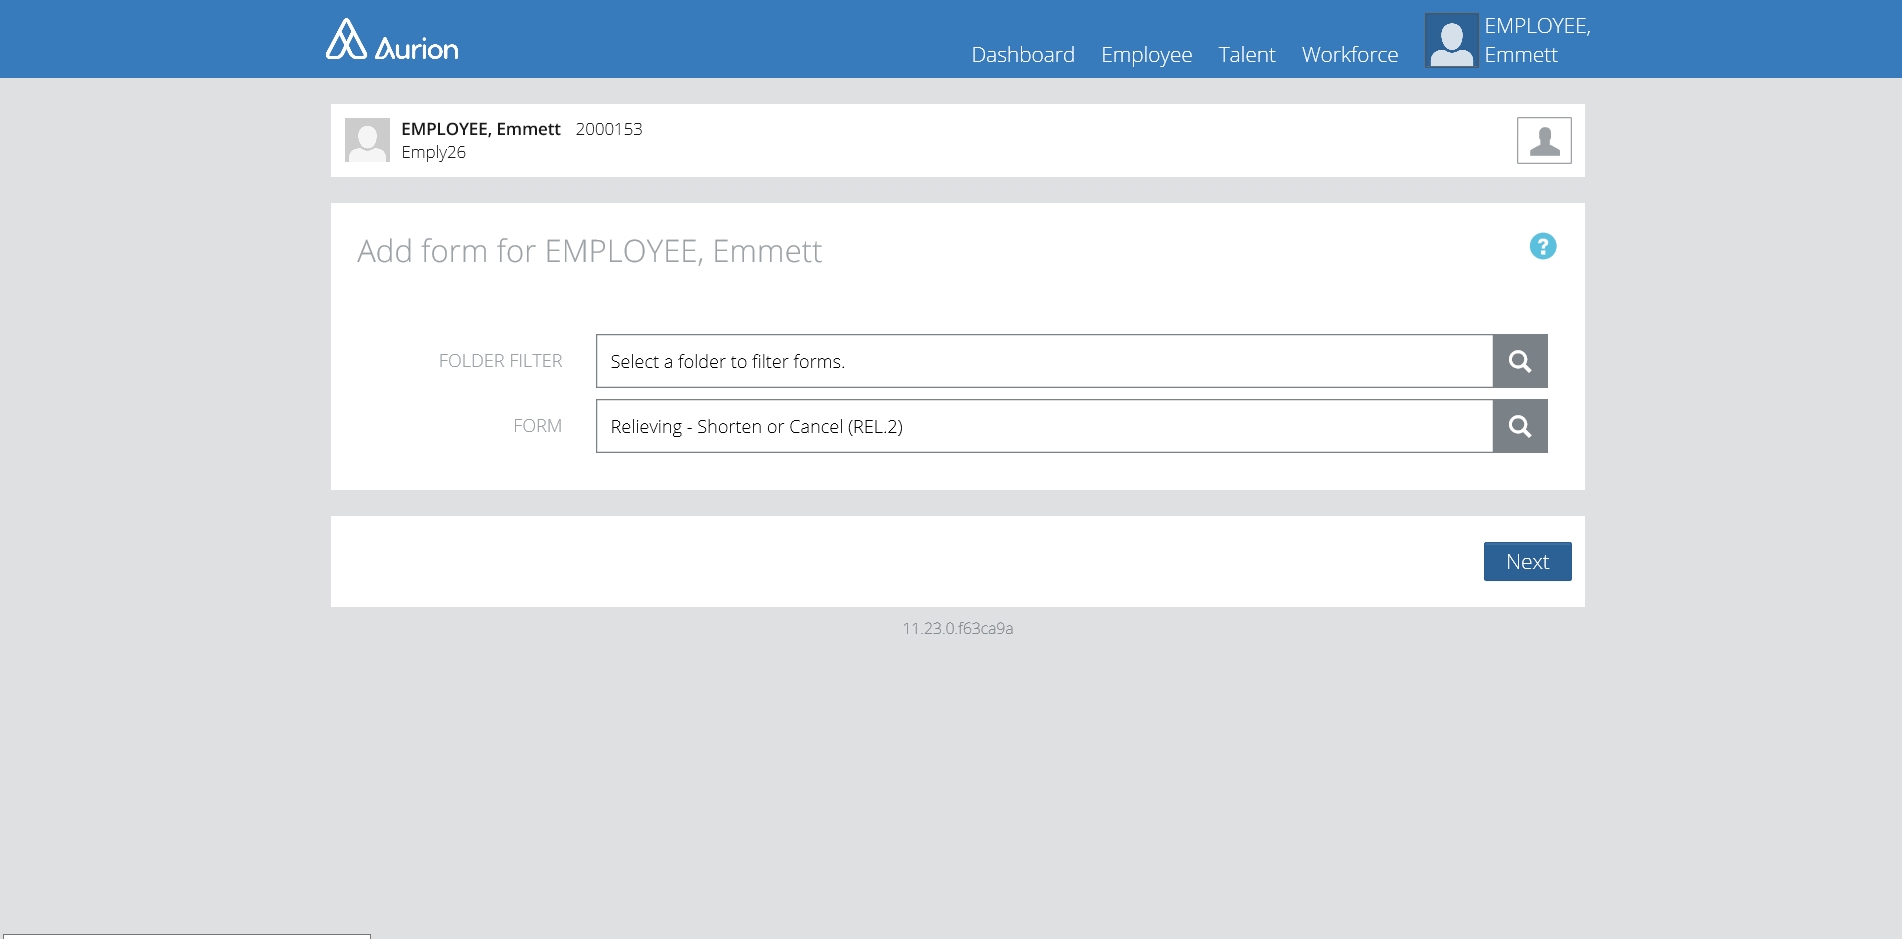 Aurion
Dashboard Employee Talent Workforce
EMPLOYEE,
Emmett
EMPLOYEE, Emmett 2000153
Emply26
Add form for EMPLOYEE, Emmett
?
FOLDER FILTER Select a folder to filter forms.
FORM Relieving - Shorten or Cancel (REL.2)
Next
11.23.0.f63ca9a